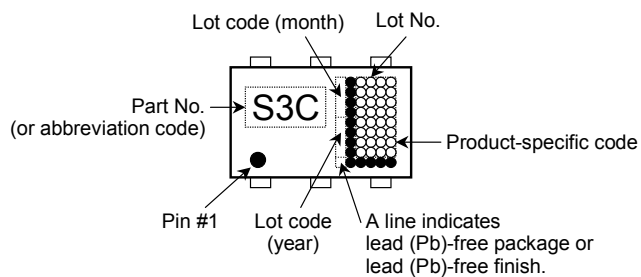 Lot code (month)
Lot No.
Part No.
(or abbreviation code)
S3C
Product-specific code
Pin #1
Lot code
(year)
A line indicates
lead (Pb)-free package or
lead (Pb)-free finish.